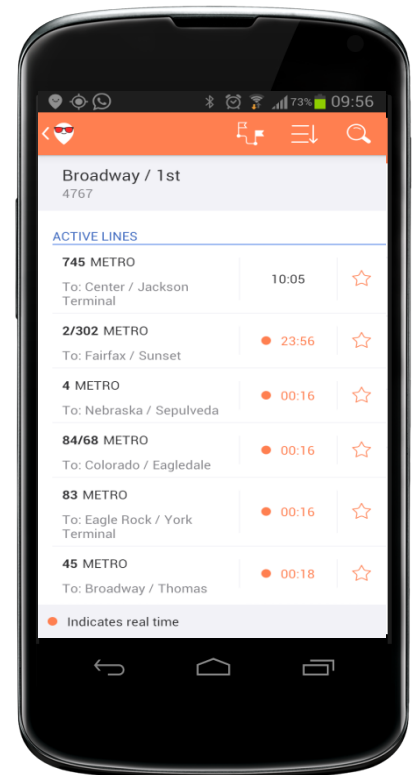 73% 09:56
Broadway / 1st
4767
ACTIVE LINES
745 METRO
To: Center / Jackson
Terminal
10:05
2/302 METRO
To: Fairfax / Sunset
23:56
4 METRO
To: Nebraska / Sepulveda
00:16
84/68 METRO
To: Colorado / Eagledale
00:16
83 METRO
To: Eagle Rock / York
Terminal
00:16
45 METRO
To: Broadway / Thomas
00:18
Indicates real time